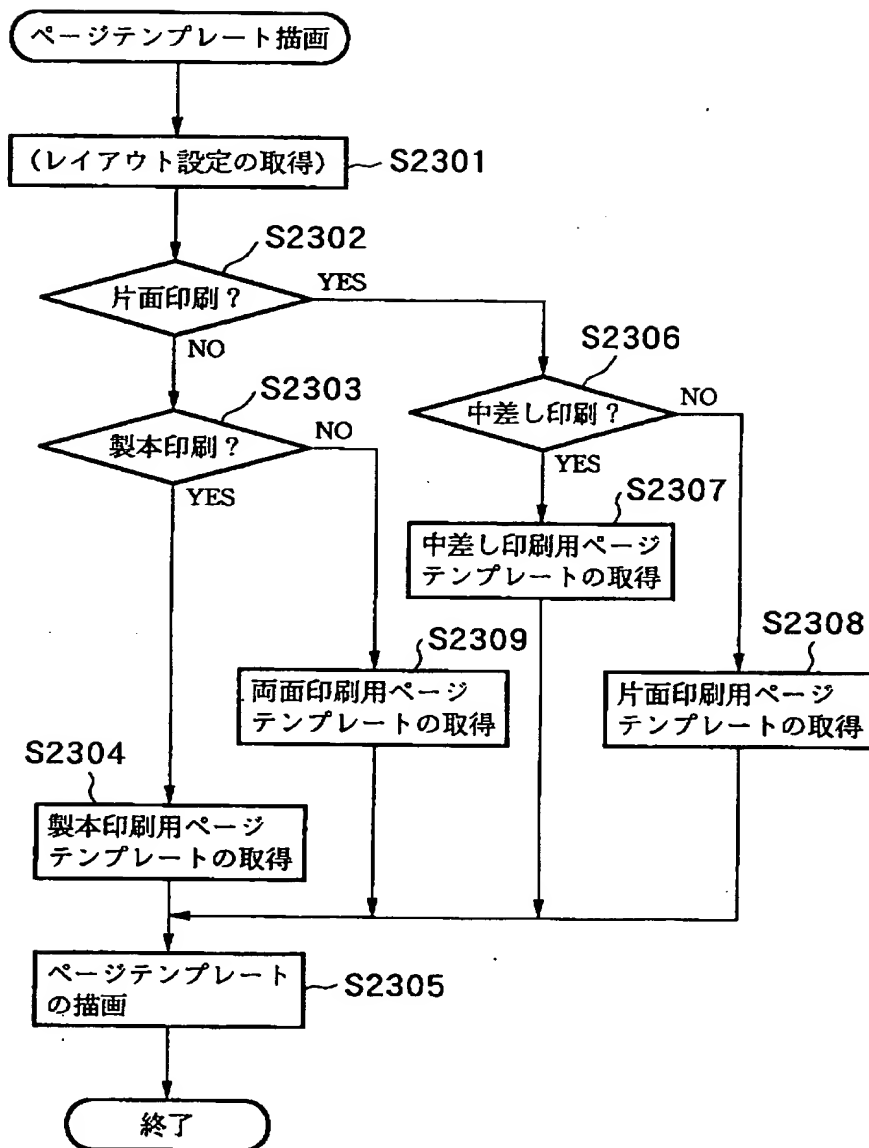 ページテンプレート描画
(レイアウト設定の取得)
S2301
S2302
片面印刷?
YES
NO
S2303
製本印刷?
NO
YES
S2306
中差し印刷?
NO
YES
S2307
中差し印刷用ページ
テンプレートの取得
S2309
両面印刷用ページ
テンプレートの取得
S2308
片面印刷用ページ
テンプレートの取得
S2304
製本印刷用ページ
テンプレートの取得
ページテンプレート
の描画
S2305
終了